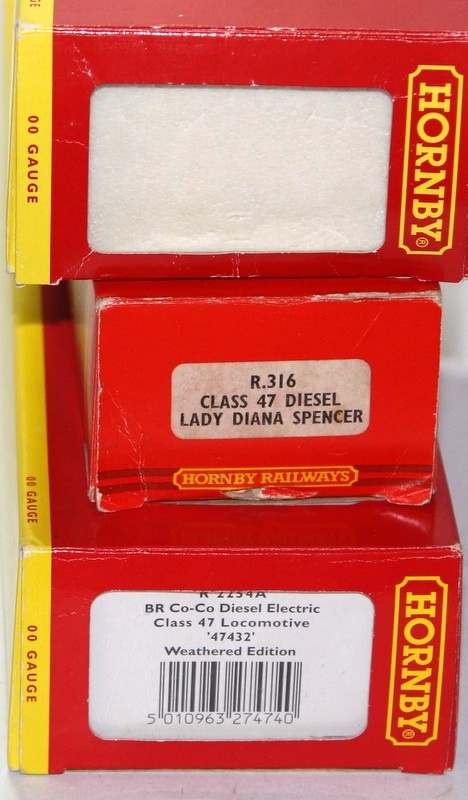 00 GAUGE
HORNBY®
R.316
CLASS 47 DIESEL
LADY DIANA SPENCER
HORNBY RAILWAYS
00 GAUGE
00 GAUGE
R 2254A
BR Co-Co Diesel Electric
Class 47 Locomotive
'47432'
Weathered Edition
5 010963 274740
HORNBY®